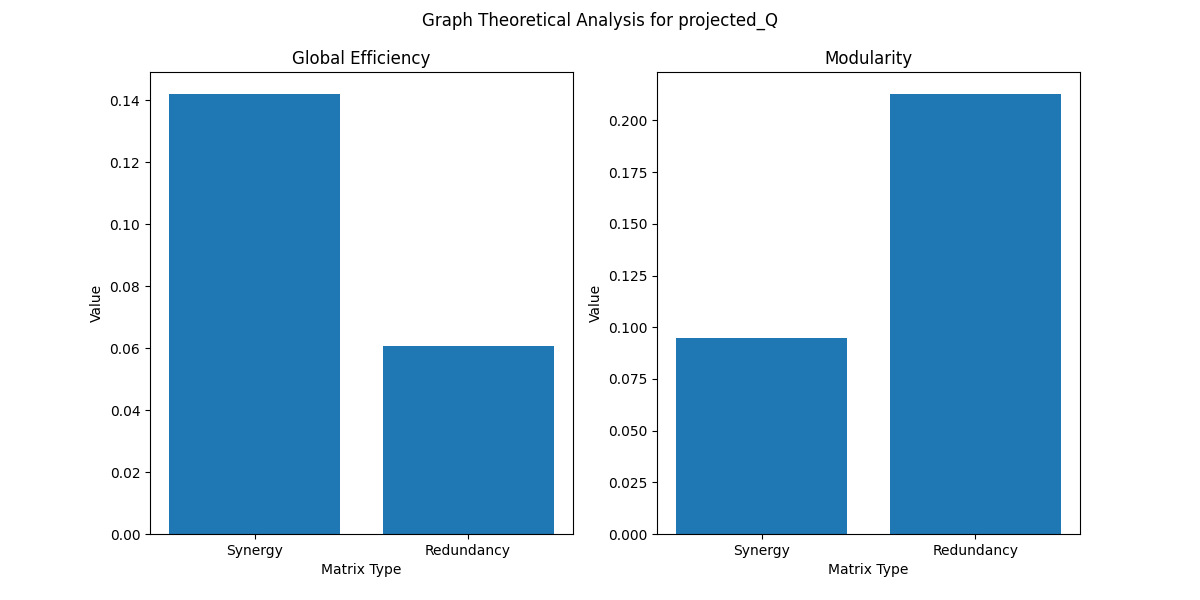 Graph Theoretical Analysis for projected_Q
Global Efficiency
0.14
0.12
0.10
0.08
0.06
0.04
0.02
0.00
Value
Synergy
Redundancy
Matrix Type
Modularity
0.200
0.175
0.150
0.125
0.100
0.075
0.050
0.025
0.000
Value
Synergy
Redundancy
Matrix Type